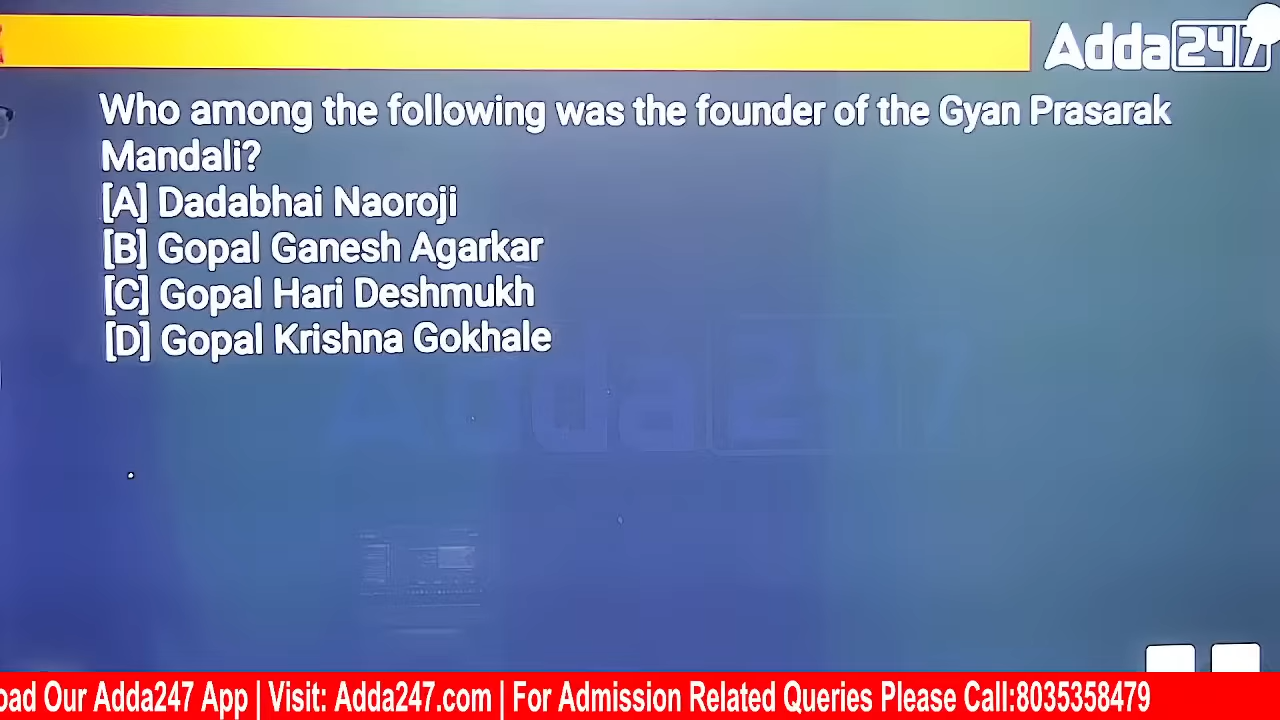 Adda247
Who among the following was the founder of the Gyan Prasarak
Mandali?
[A] Dadabhai Naoroji
[B] Gopal Ganesh Agarkar
[C] Gopal Hari Deshmukh
[D] Gopal Krishna Gokhale
Adda247
oad Our Adda247 App | Visit: Adda247.com | For Admission Related Queries Please Call:8035358479